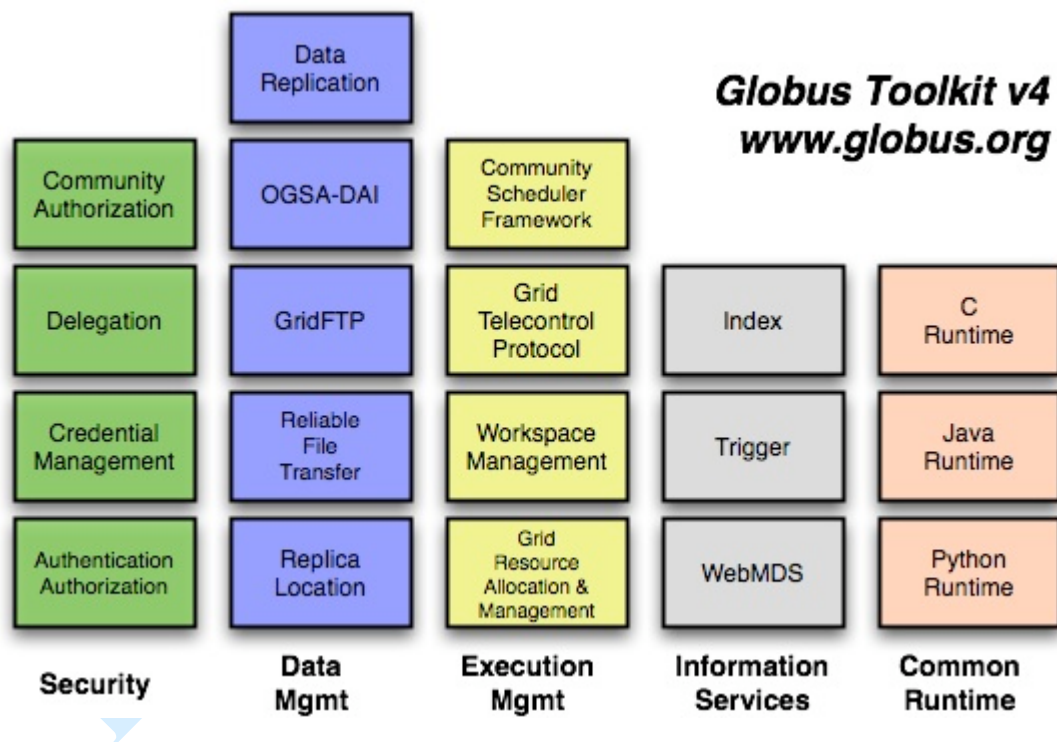 Data
Replication
Globus Toolkit v4
www.globus.org
Community
Authorization
OGSA-DAI
Community
Scheduler
Framework
Delegation
GridFTP
Grid
Telecontrol
Protocol
Index
C
Runtime
Credential
Management
Reliable
File
Transfer
Workspace
Management
Trigger
Java
Runtime
Authentication
Authorization
Replica
Location
Grid
Resource
Allocation &
Management
WebMDS
Python
Runtime
Security
Data
Mgmt
Execution
Mgmt
Information
Services
Common
Runtime